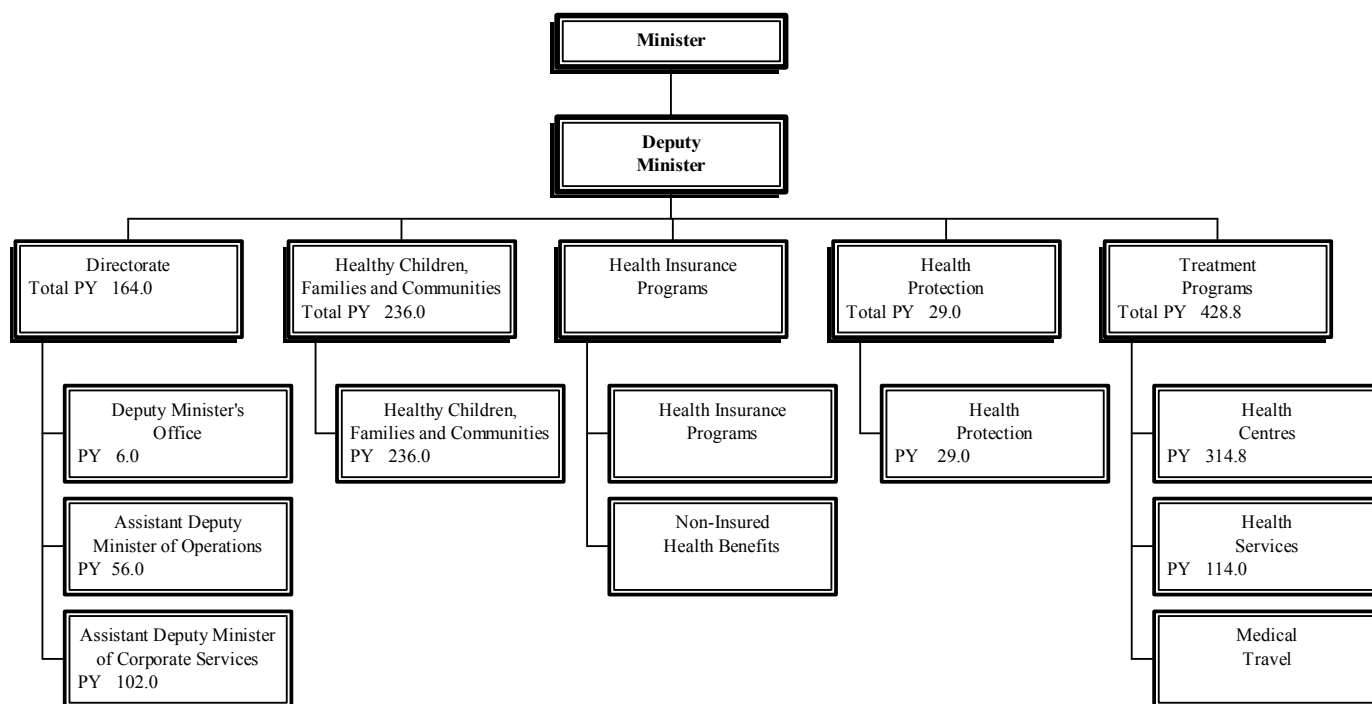 Minister
Deputy
Minister
Directorate
Total PY 164.0
Healthy Children,
Families and Communities
Total PY 236.0
Health Insurance
Programs
Health
Protection
Total PY 29.0
Treatment
Programs
Total PY 428.8
Deputy Minister's
Office
PY 6.0
Healthy Children,
Families and Communities
PY 236.0
Health Insurance
Programs
Health
Protection
PY 29.0
Health
Centres
PY 314.8
Assistant Deputy
Minister of Operations
PY 56.0
Non-Insured
Health Benefits
Health
Services
PY 114.0
Assistant Deputy Minister
of Corporate Services
PY 102.0
Medical
Travel